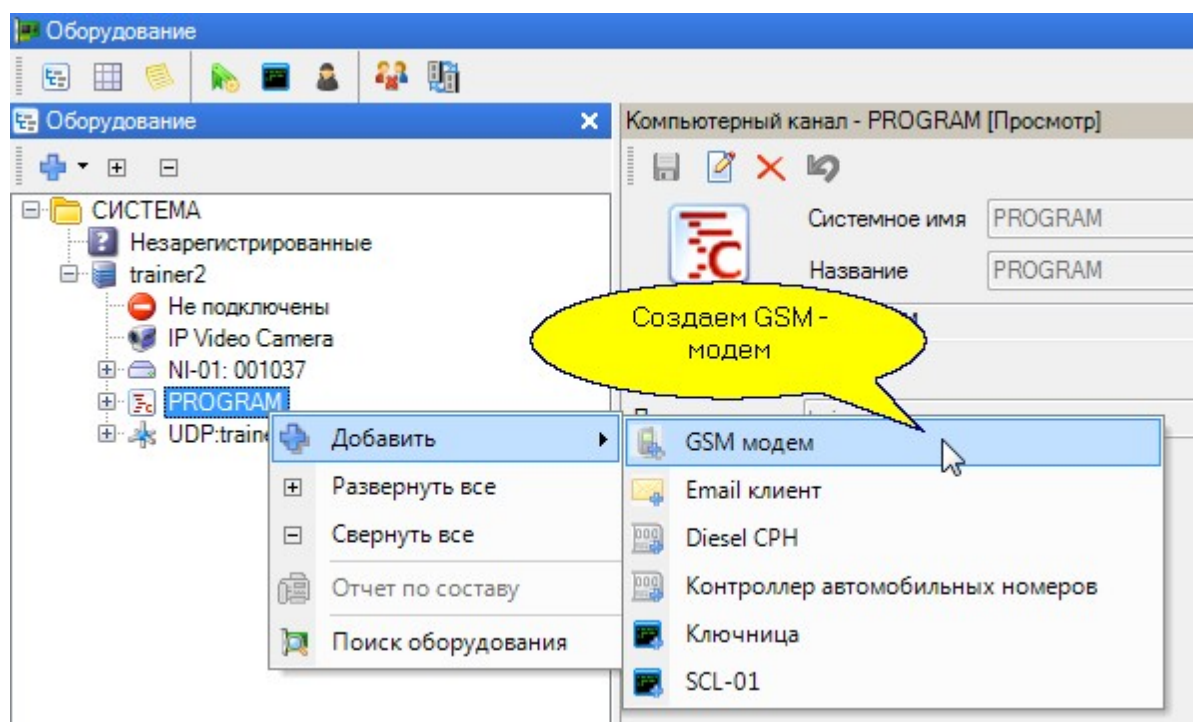 Оборудование
Оборудование
Компьютерный канал - PROGRAM [Просмотр]
СИСТЕМА
Незарегистрированные
trainer2
Не подключены
IP Video Camera
NI-01: 001037
PROGRAM
UDP:traine
Системное имя PROGRAM
Название PROGRAM
Создаем GSM -
модем
Добавить
Развернуть все
Свернуть все
Отчет по составу
Поиск оборудования
GSM модем
Email клиент
Diesel CPH
Контроллер автомобильных номеров
Ключница
SCL-01